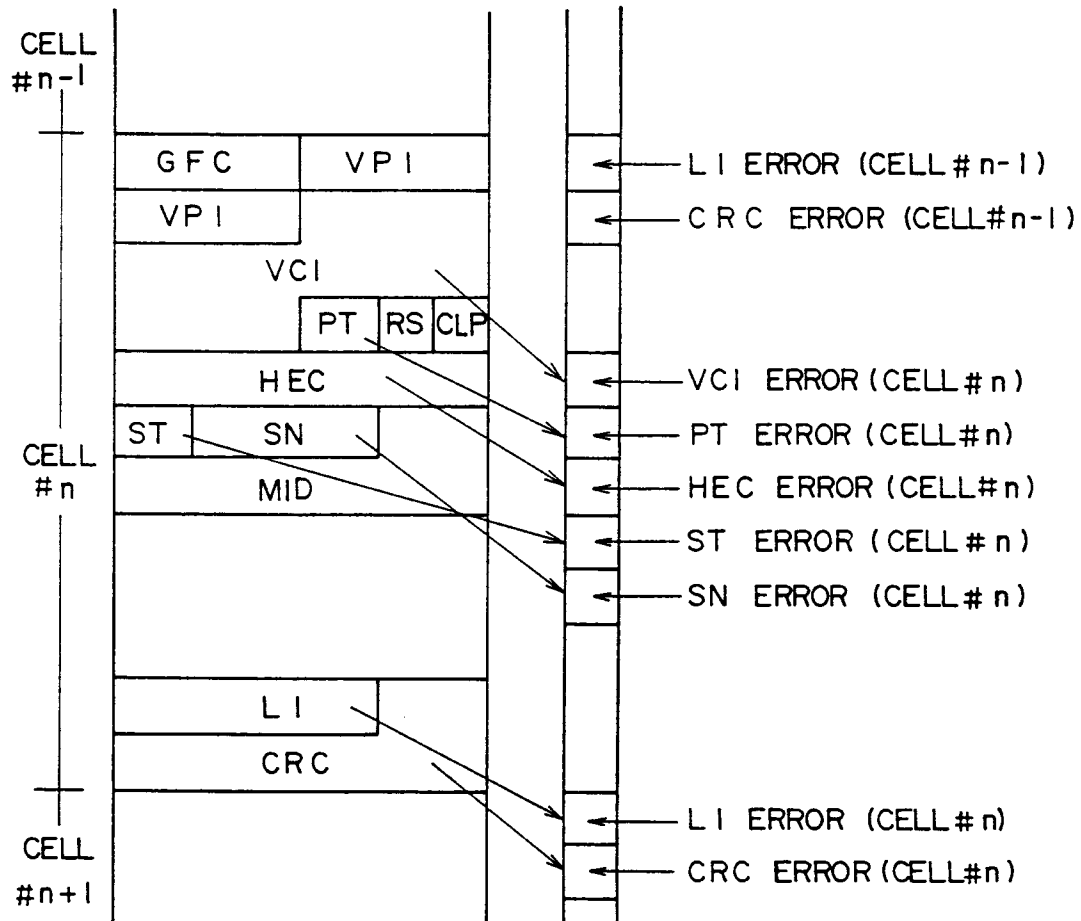 CELL
#n-1
GFC VPI
LI ERROR (CELL#n-1)
VPI
CRC ERROR (CELL#n-1)
VCI
PT RS CLP
HEC
VCI ERROR (CELL#n)
ST SN
PT ERROR (CELL#n)
CELL
#n
MID
HEC ERROR (CELL#n)
ST ERROR (CELL#n)
SN ERROR (CELL#n)
LI
CRC
LI ERROR (CELL#n)
CELL
#n+1
CRC ERROR (CELL#n)